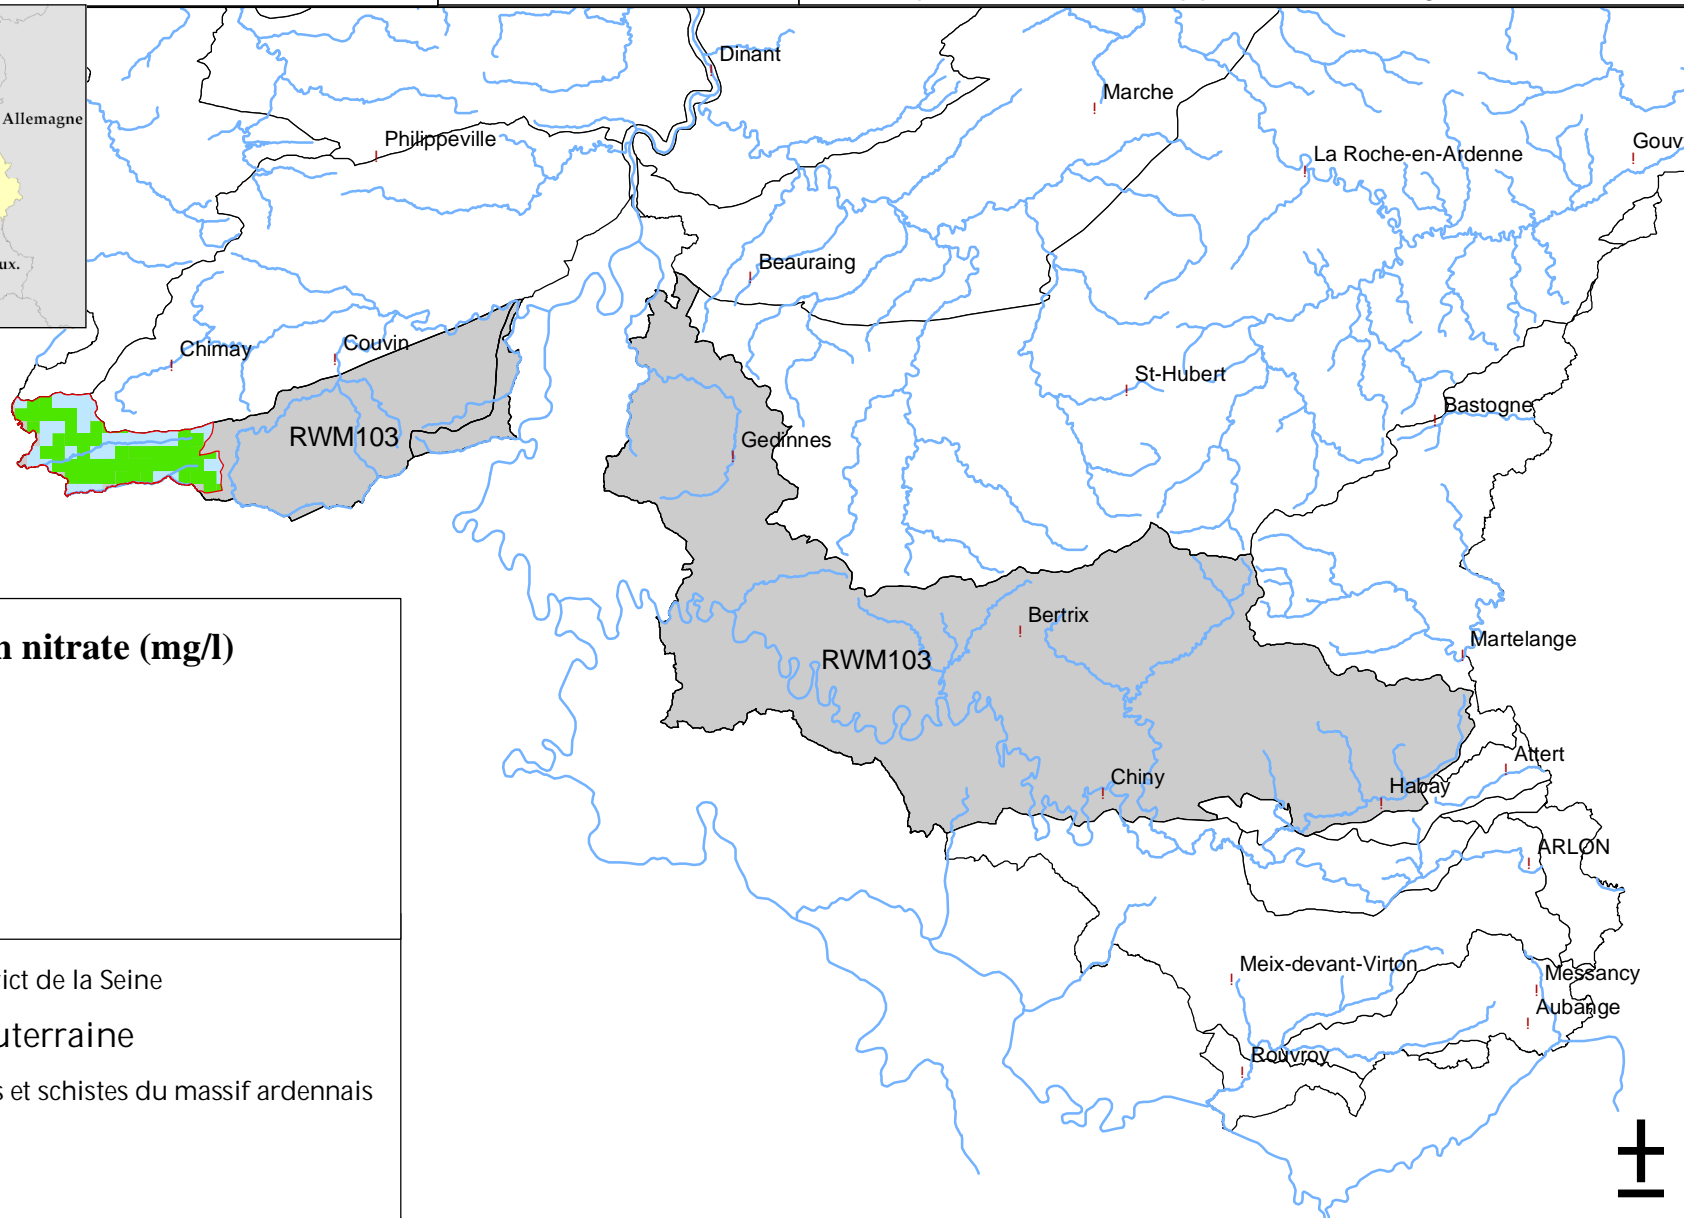 Dinant
Marche
Allemagne
Philippeville
La Roche-en-Ardenne
Gouv
ux.
Beauraing
Chimay
Couvin
St-Hubert
Bastogne
RWM103
Gedinnes
Bertrix
Martelange
n nitrate (mg/l)
RWM103
Attert
Chiny
Habay
ARLON
Meix-devant-Virton
Messancy
Aubange
Rouvroy
ict de la Seine
uterraine
s et schistes du massif ardennais